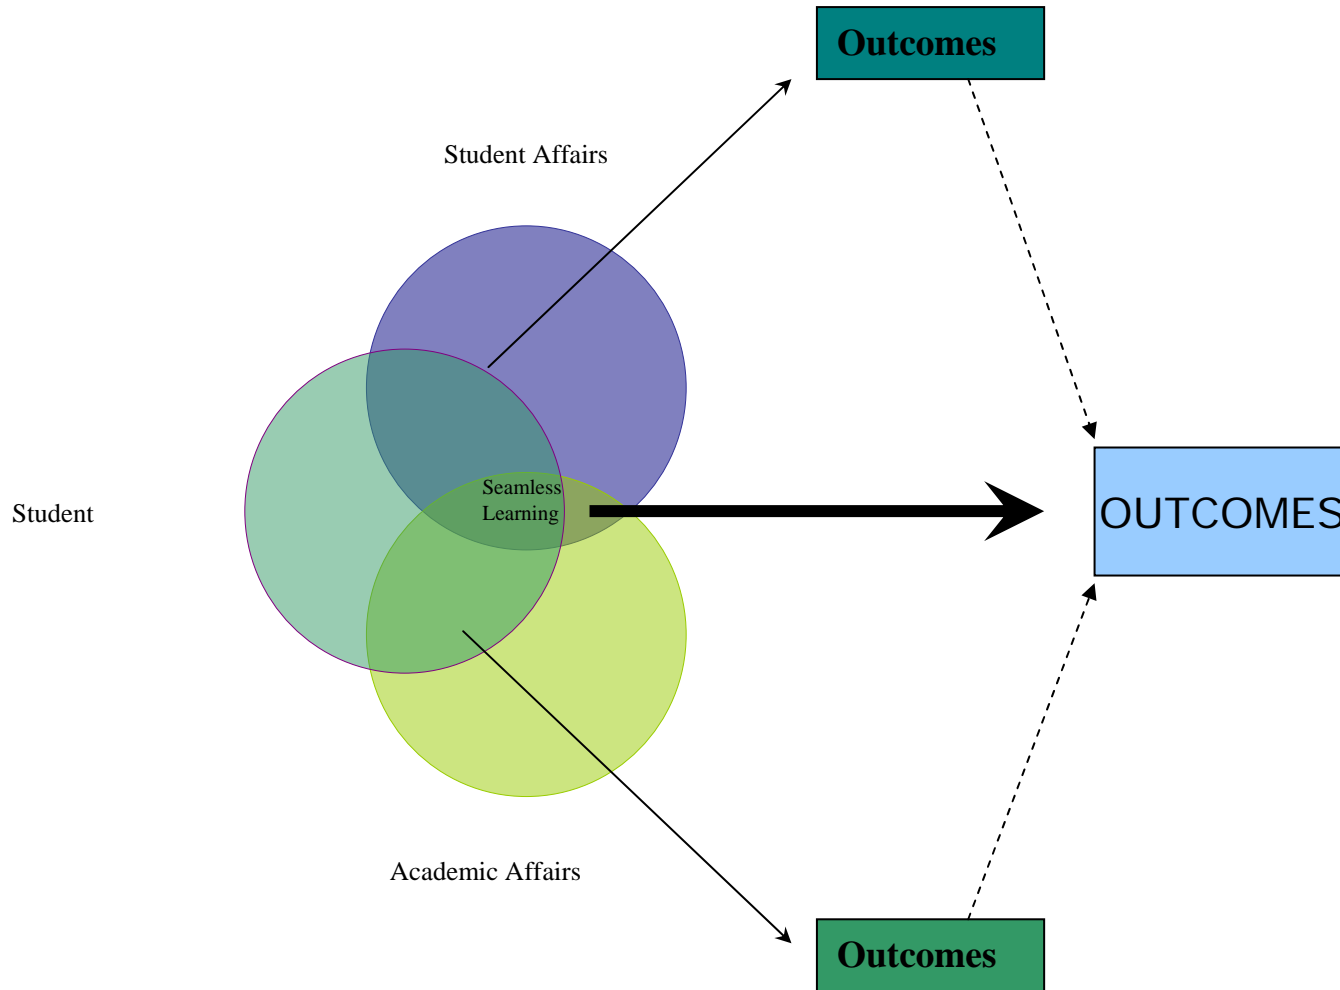 Outcomes
Student Affairs
Seamless
Learning
Student
OUTCOMES
Academic Affairs
Outcomes